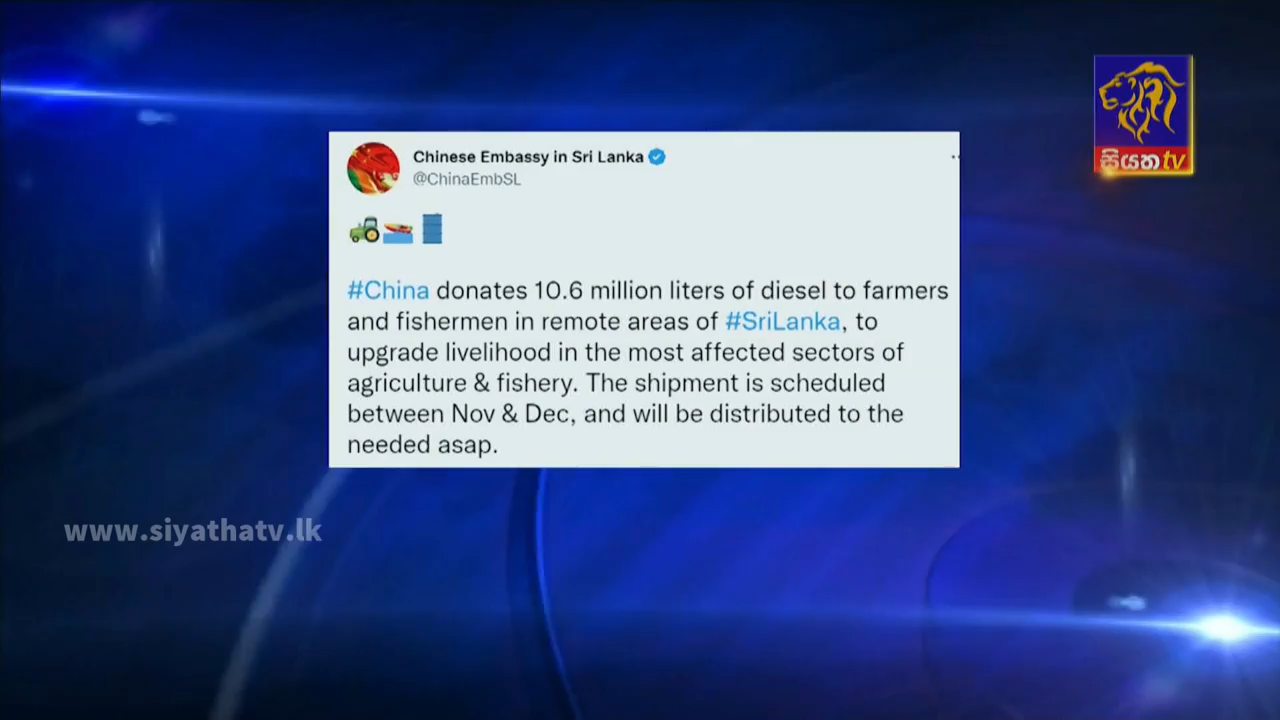 සියත tv
Chinese Embassy in Sri Lanka
@ChinaEmbSL
#China donates 10.6 million liters of diesel to farmers
and fishermen in remote areas of #SriLanka, to
upgrade livelihood in the most affected sectors of
agriculture & fishery. The shipment is scheduled
between Nov & Dec, and will be distributed to the
needed asap.
www.siyathatv.lk